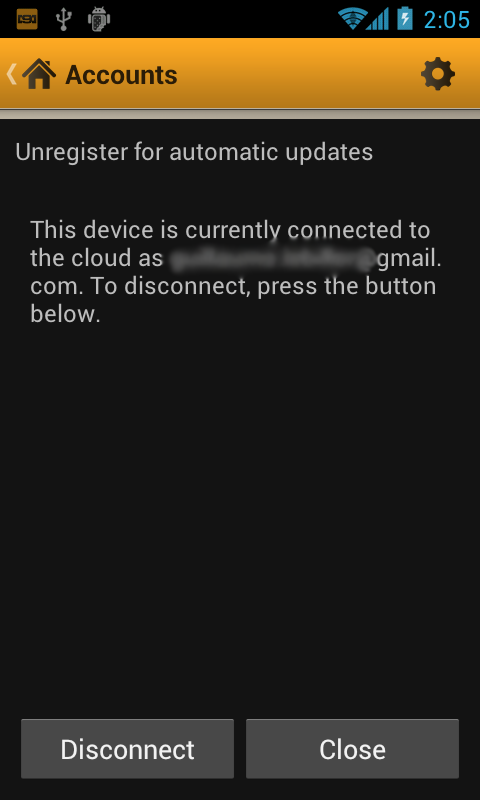 2:05
Accounts
Unregister for automatic updates
This device is currently connected to
the cloud as @gmail.
com. To disconnect, press the button
below.
Disconnect
Close